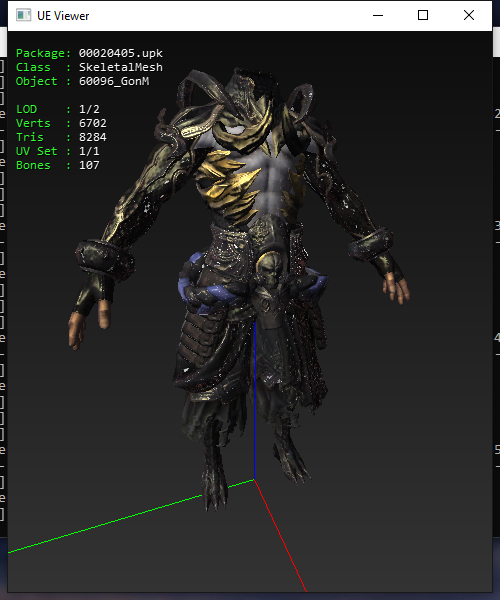 UE Viewer
Package: 00020405.upk
Class  : SkeletalMesh
Object : 60096_GonM
LOD    : 1/2
Verts  : 6702
Tris   : 8284
UV Set : 1/1
Bones  : 107